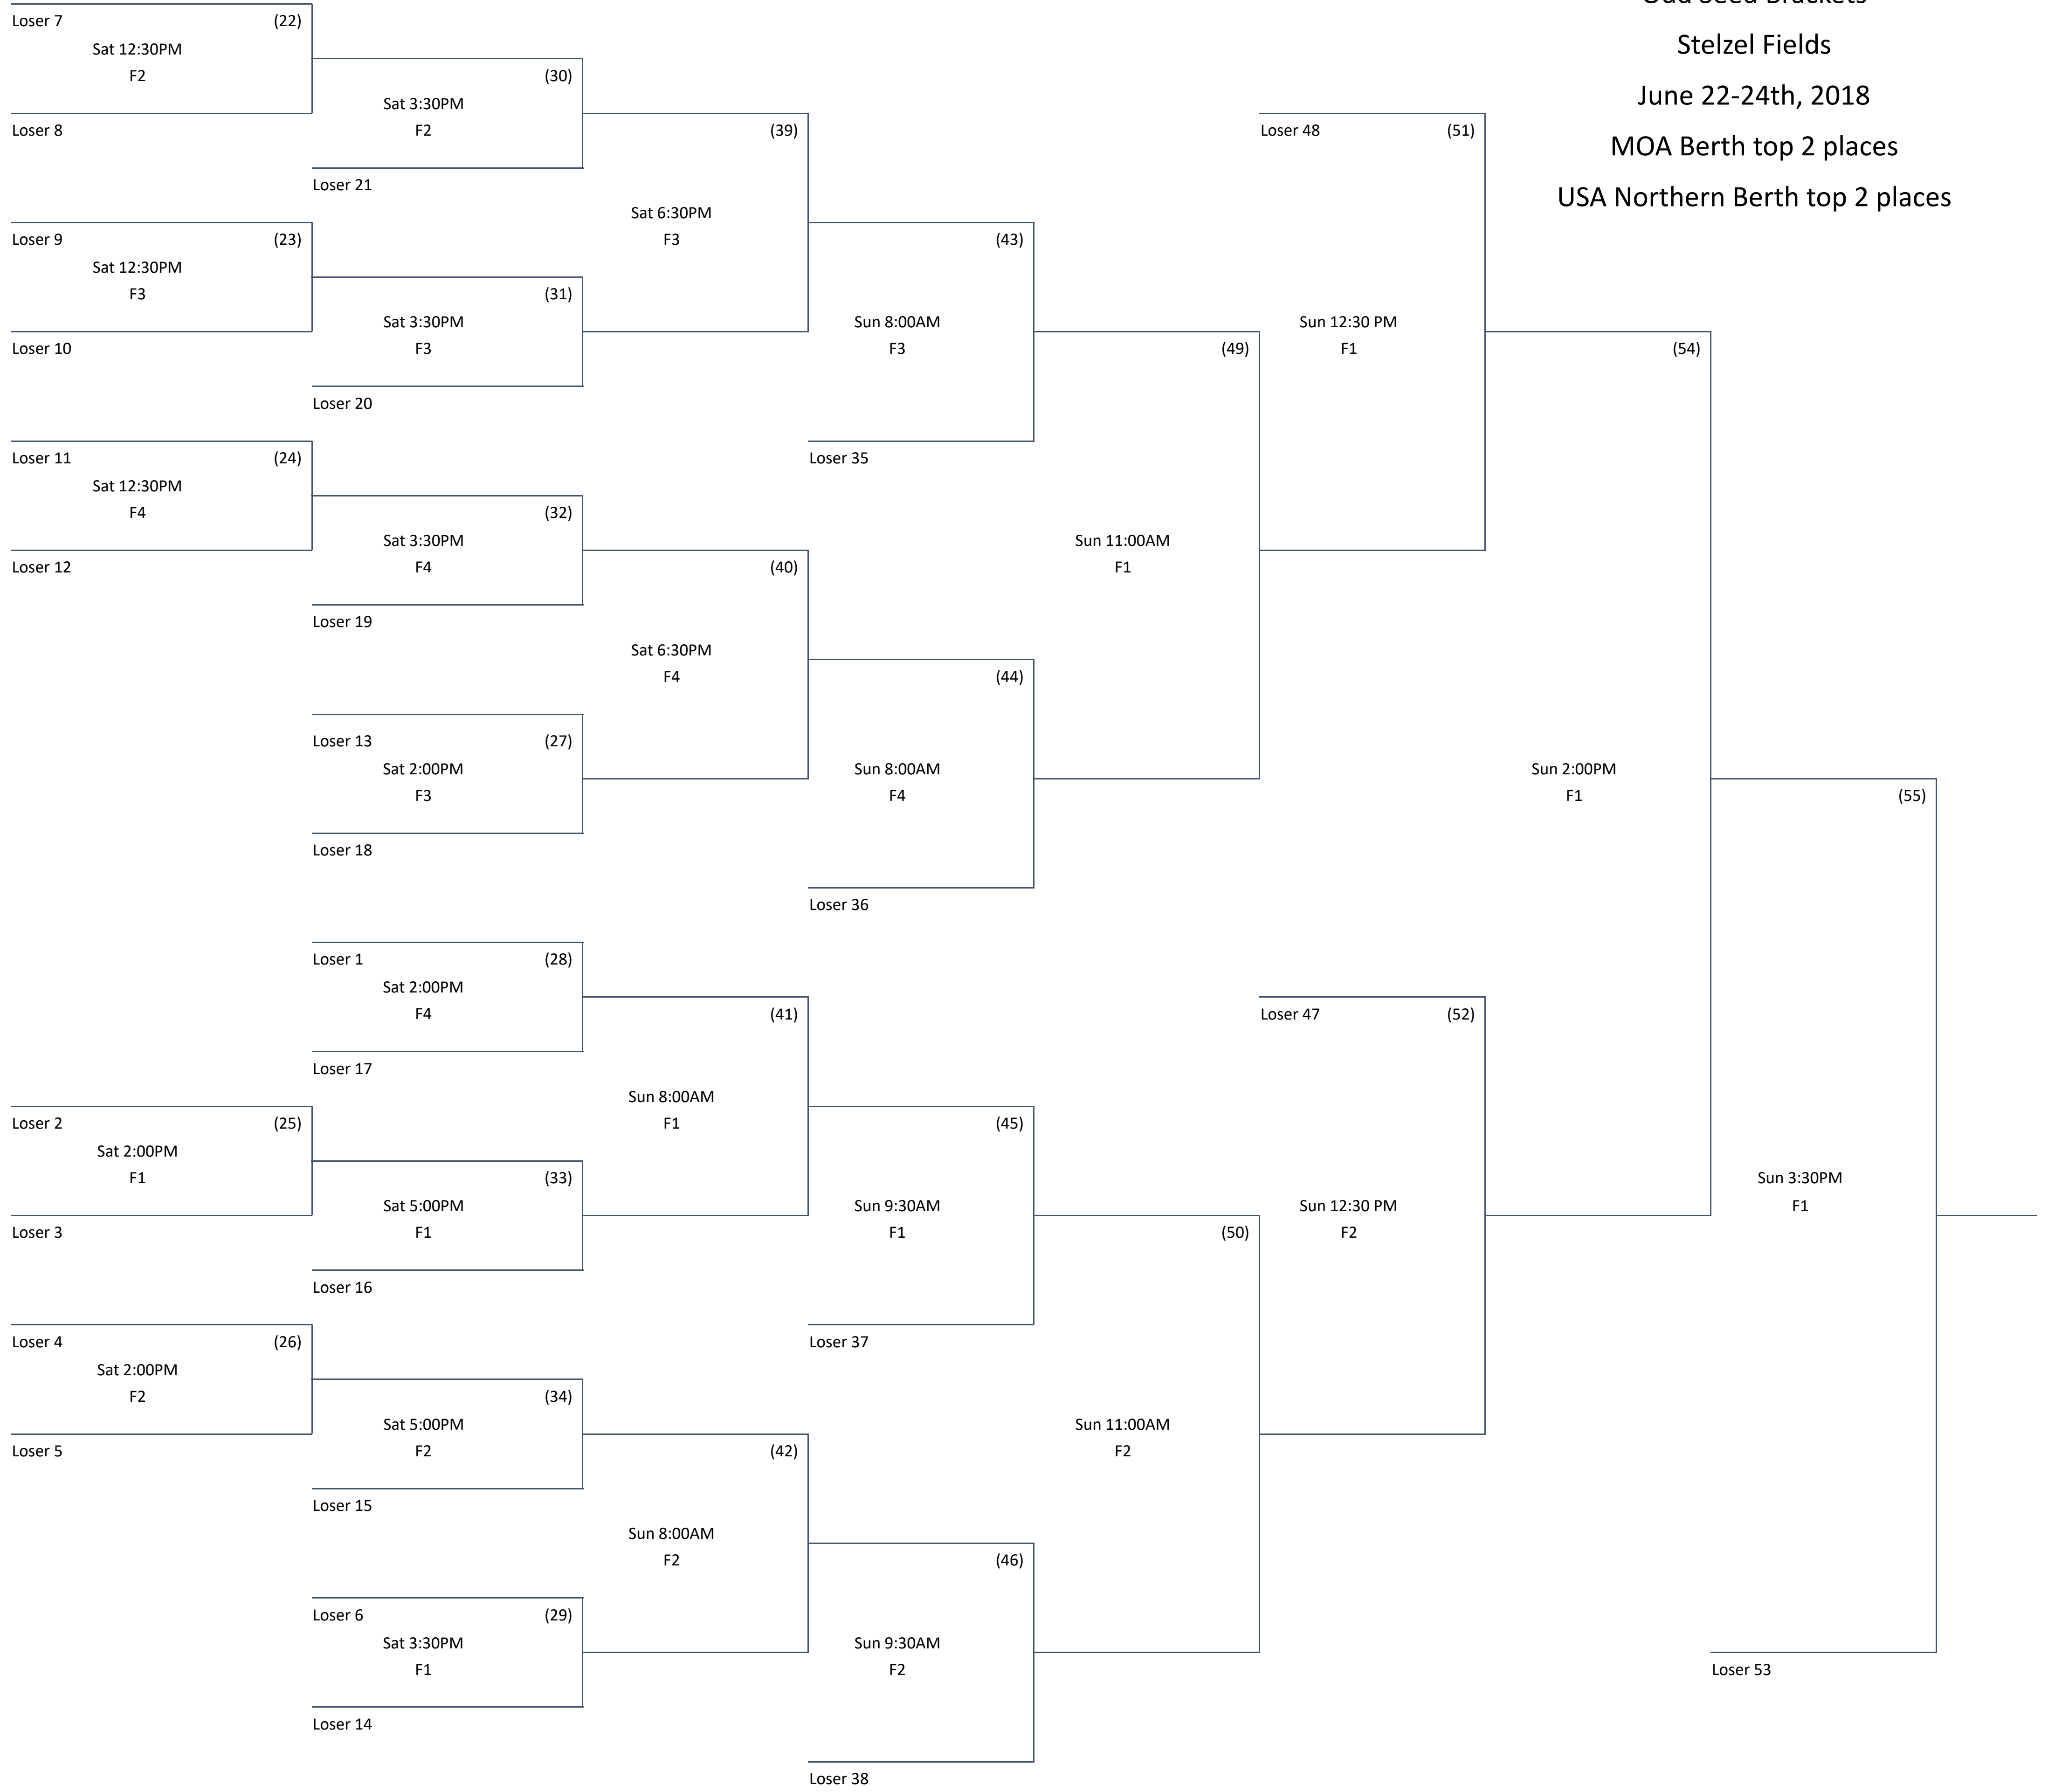 Odd Seed Brackets
Stelzel Fields
June 22-24th, 2018
MOA Berth top 2 places
USA Northern Berth top 2 places
Loser 7
(22)
Sat 12:30PM
F2
Loser 8
(30)
Sat 3:30PM
F2
Loser 21
(39)
Sat 6:30PM
F3
Loser 9
(23)
Sat 12:30PM
F3
Loser 10
(31)
Sat 3:30PM
F3
Loser 20
(43)
Sun 8:00AM
F3
Loser 35
Loser 11
(24)
Sat 12:30PM
F4
Loser 12
(32)
Sat 3:30PM
F4
Loser 19
(40)
Sat 6:30PM
F4
Loser 13
(27)
Sat 2:00PM
F3
Loser 18
(44)
Sun 8:00AM
F4
Loser 36
(49)
Sun 11:00AM
F1
Loser 48
(51)
Sun 12:30 PM
F1
(54)
Sun 2:00PM
F1
Loser 1
(28)
Sat 2:00PM
F4
Loser 17
(41)
Sun 8:00AM
F1
Loser 2
(25)
Sat 2:00PM
F1
Loser 3
(33)
Sat 5:00PM
F1
Loser 16
(45)
Sun 9:30AM
F1
Loser 37
Loser 4
(26)
Sat 2:00PM
F2
Loser 5
(34)
Sat 5:00PM
F2
Loser 15
(42)
Sun 8:00AM
F2
Loser 6
(29)
Sat 3:30PM
F1
Loser 14
(46)
Sun 9:30AM
F2
Loser 38
(50)
Sun 11:00AM
F2
Loser 47
(52)
Sun 12:30 PM
F2
(55)
Sun 3:30PM
F1
Loser 53